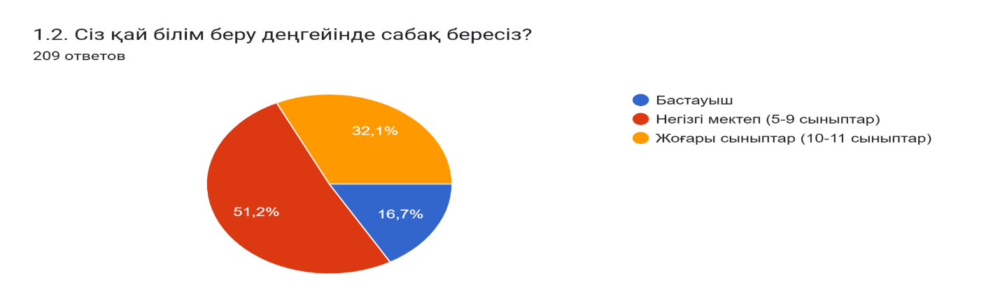 1.2. Сіз қай білім беру деңгейінде сабақ бересіз?
209 ответов
Бастауыш
Негізгі мектеп (5-9 сыныптар)
Жоғары сыныптар (10-11 сыныптар)
32,1%
51,2%
16,7%